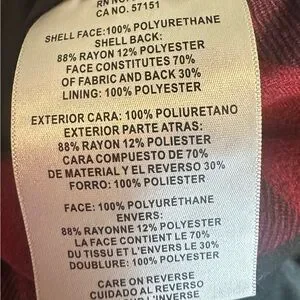 RN NO.
CA NO. 57151
SHELL FACE:100% POLYURETHANE
SHELL BACK:
88% RAYON 12% POLYESTER
FACE CONSTITUTES 70%
OF FABRIC AND BACK 30%
LINING: 100% POLYESTER
EXTERIOR CARA: 100% POLIURETANO
EXTERIOR PARTE ATRAS:
88% RAYON 12% POLIESTER
CARA COMPUESTO DE 70%
DE MATERIAL Y EL REVERSO 30%
FORRO: 100% POLIESTER
FACE: 100% POLYURÉTHANE
ENVERS:
88% RAYONNE 12% POLYESTER
LA FACE CONTIENT LE 70%
DU TISSU ET L'ENVERS LE 30%
DOUBLURE: 100% POLYESTER
CARE ON REVERSE
CUIDADO AL REVERSO
L'INVERSE